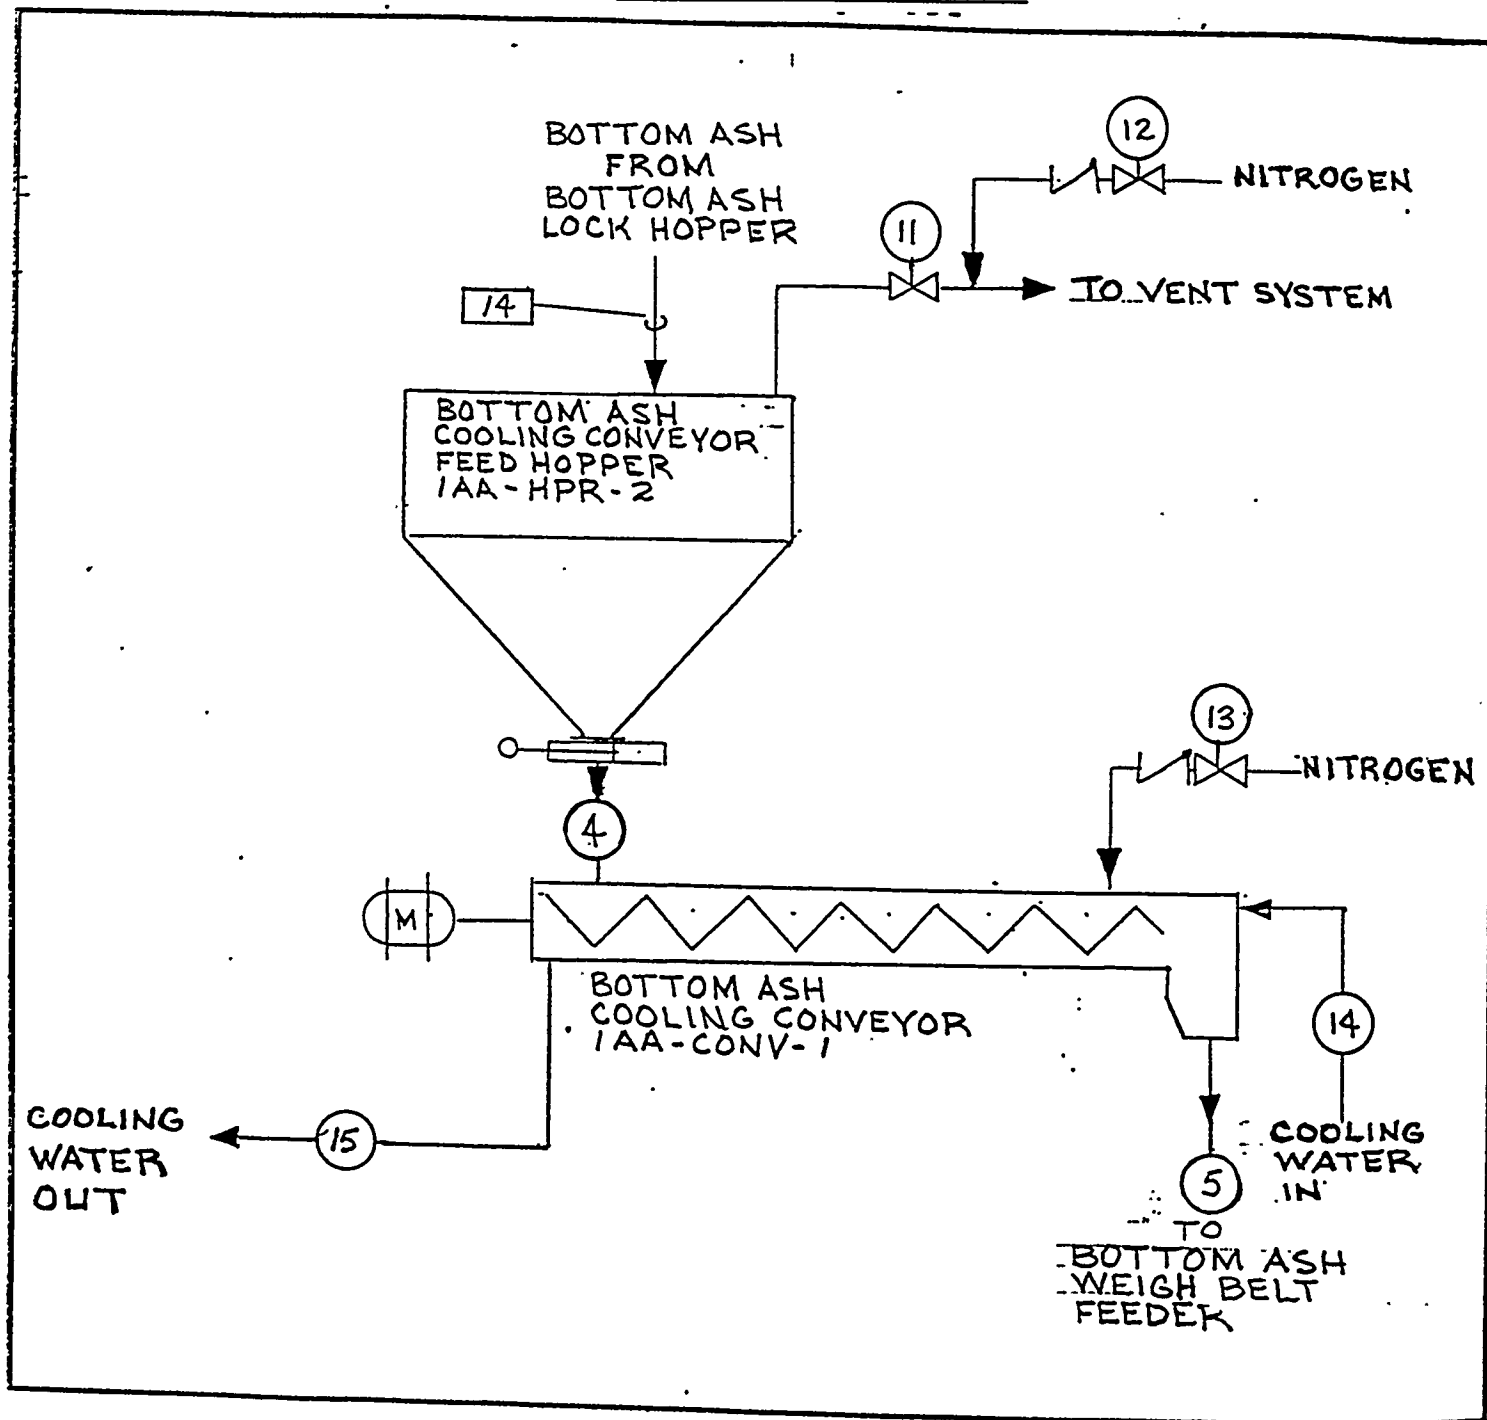 12
BOTTOM ASH
FROM
BOTTOM ASH
LOCK HOPPER
NITROGEN
11
TO VENT SYSTEM
14
BOTTOM ASH
COOLING CONVEYOR
FEED HOPPER
1AA-HPR-2
13
NITROGEN
4
M
BOTTOM ASH
COOLING CONVEYOR
1AA-CONV-1
14
COOLING
WATER
OUT
15
COOLING
WATER
IN
5
TO
BOTTOM ASH
WEIGH BELT
FEEDER